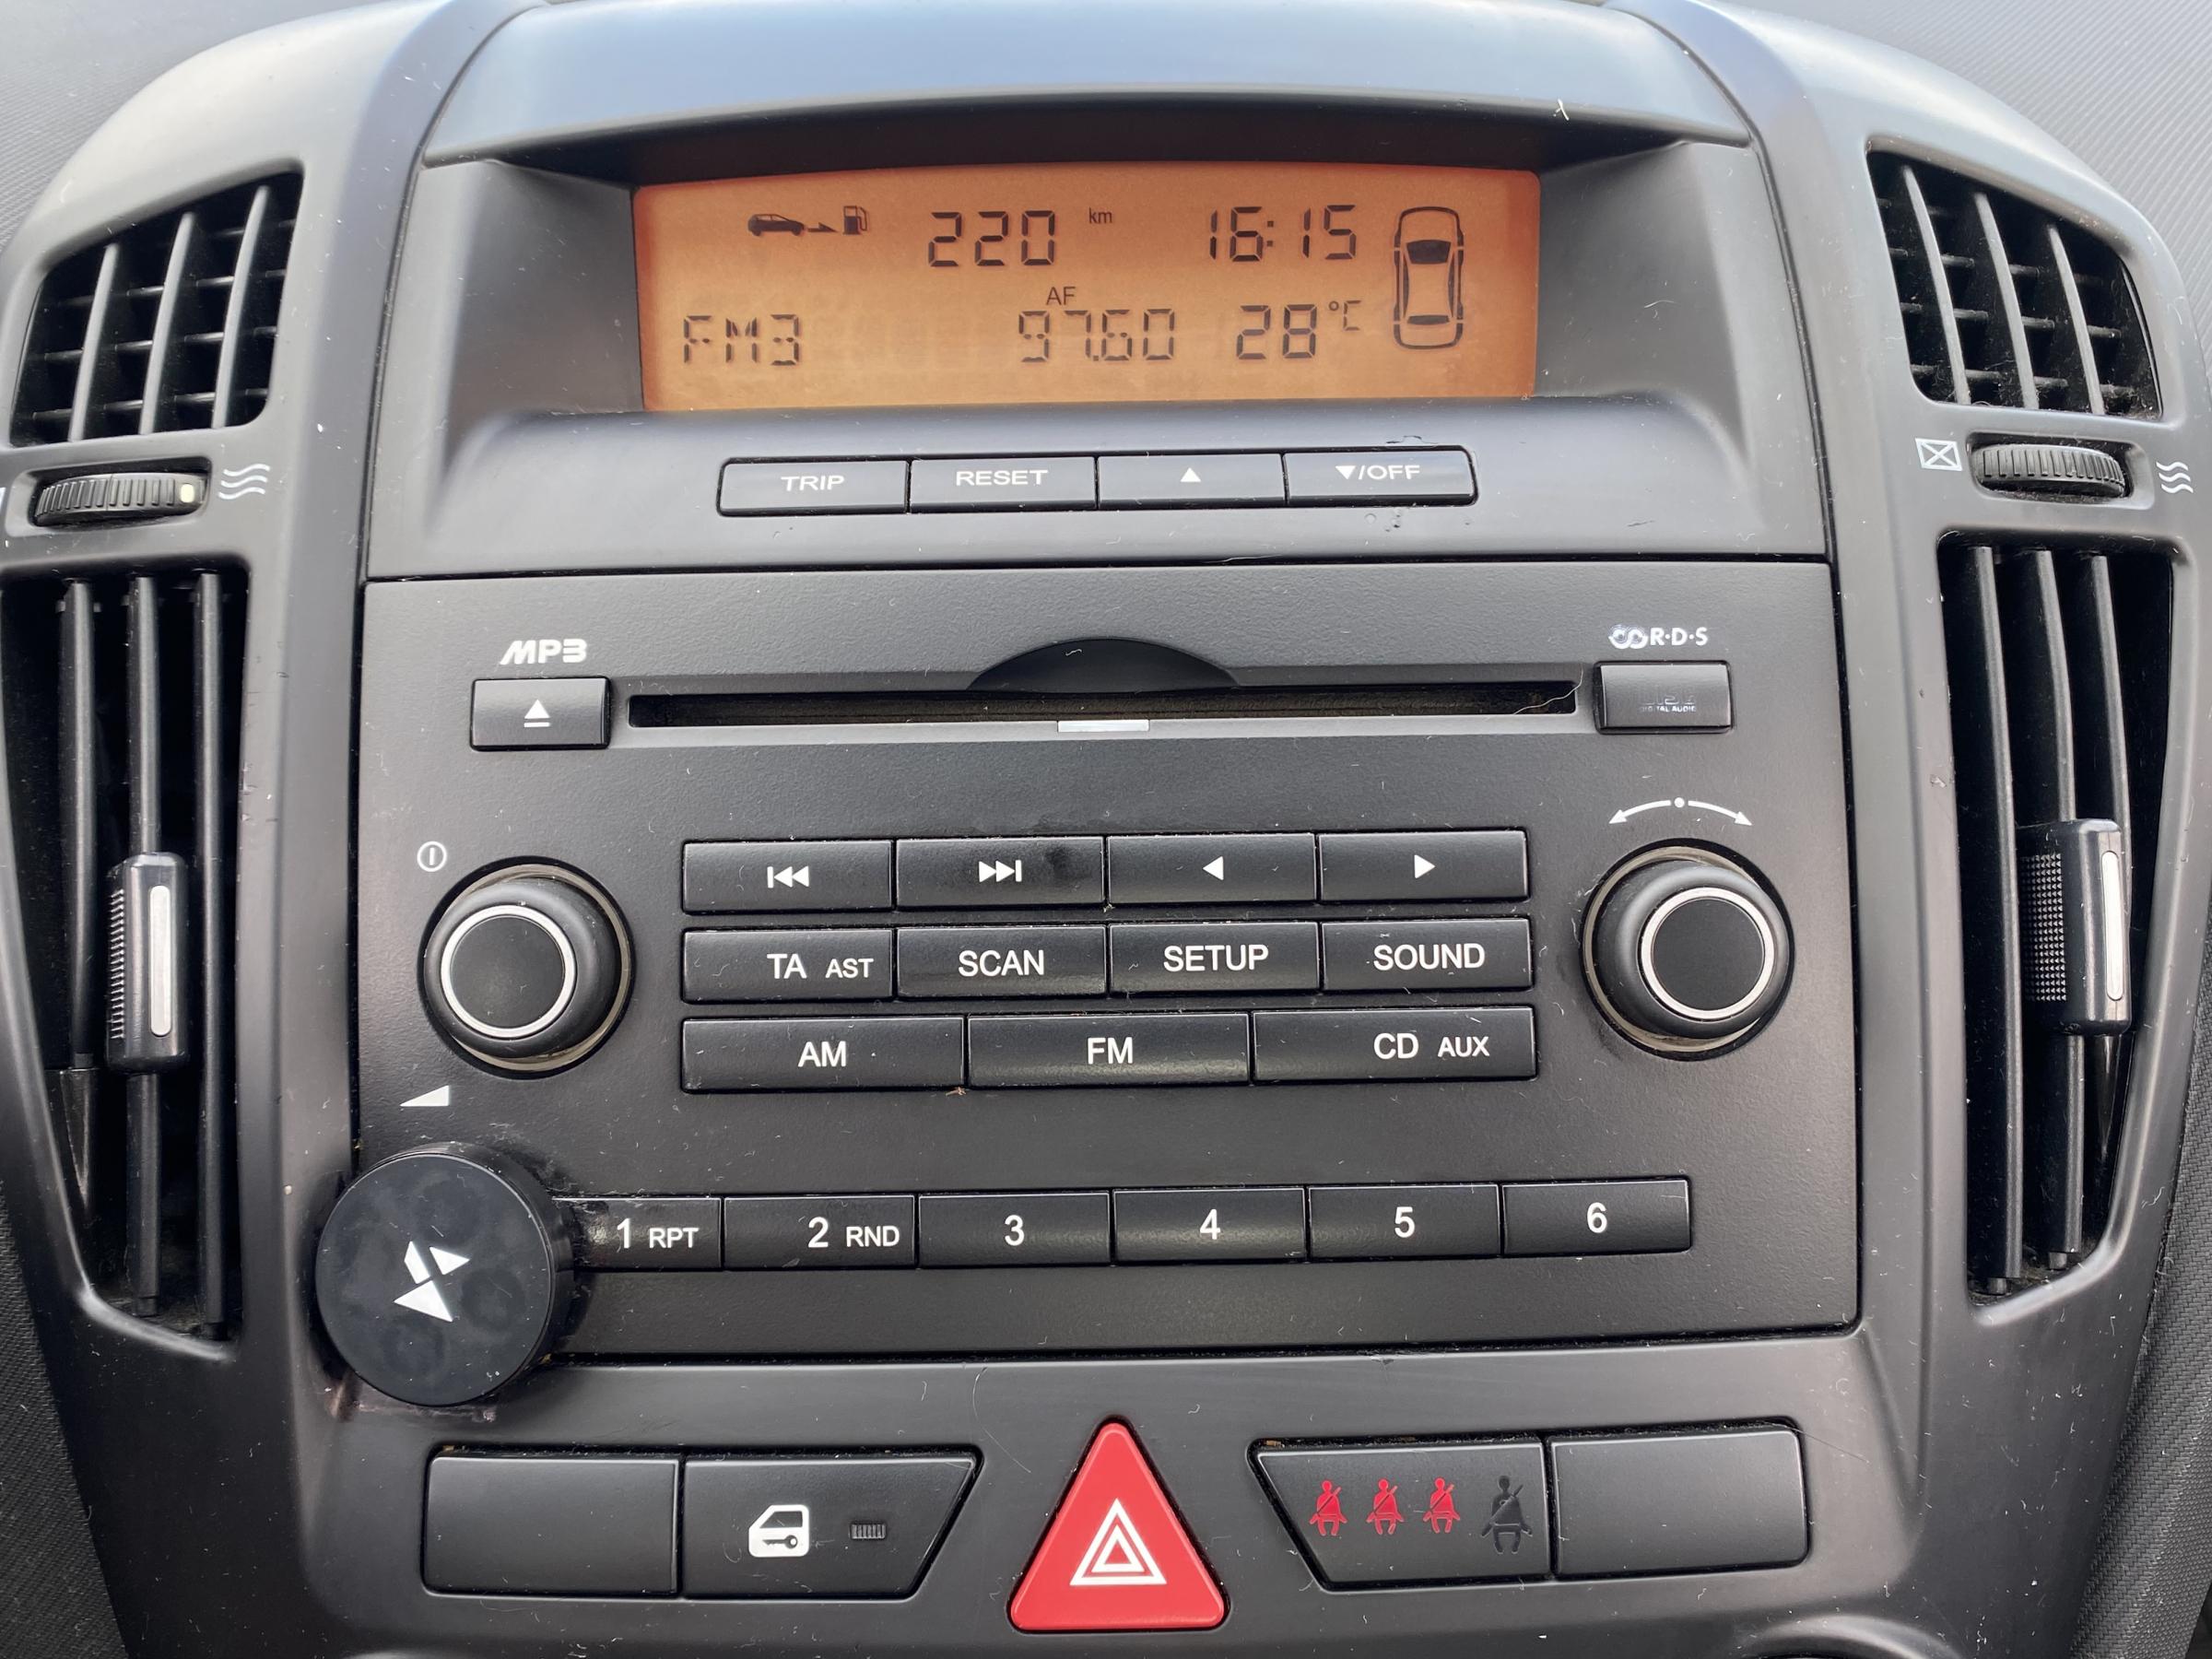 220 km 16:15
AF
FM3 97.60 28°C
TRIP RESET ▲ ▼/OFF
MP3 R·D·S
TA AST SCAN SETUP SOUND
AM FM CD AUX
1 RPT 2 RND 3 4 5 6